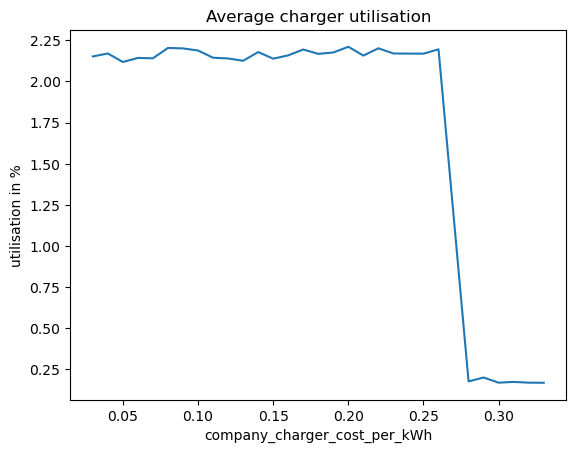 Average charger utilisation
2.25
2.00
1.75
1.50
1.25
1.00
0.75
0.50
0.25
utilisation in %
0.05 0.10 0.15 0.20 0.25 0.30
company_charger_cost_per_kWh